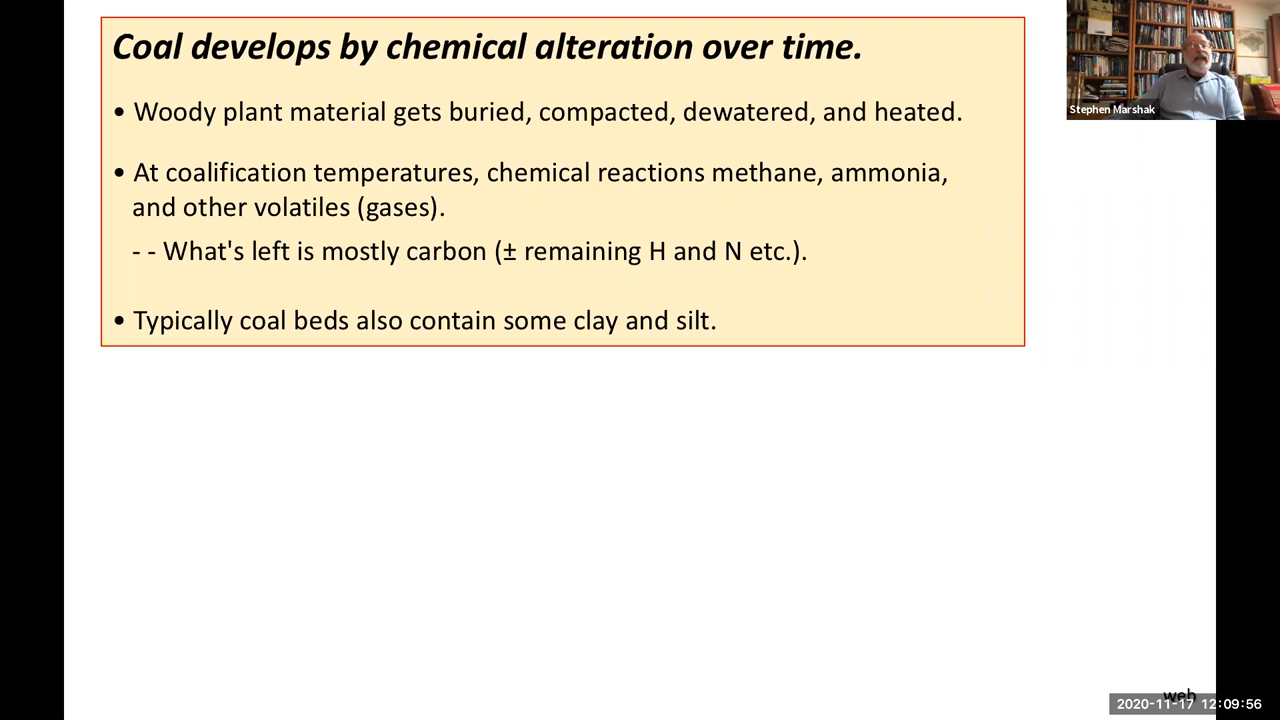 Coal develops by chemical alteration over time.
• Woody plant material gets buried, compacted, dewatered, and heated.
• At coalification temperatures, chemical reactions methane, ammonia,
and other volatiles (gases).
- - What's left is mostly carbon (± remaining H and N etc.).
• Typically coal beds also contain some clay and silt.
Stephen Marshak
web
2020-11-17 12:09:56